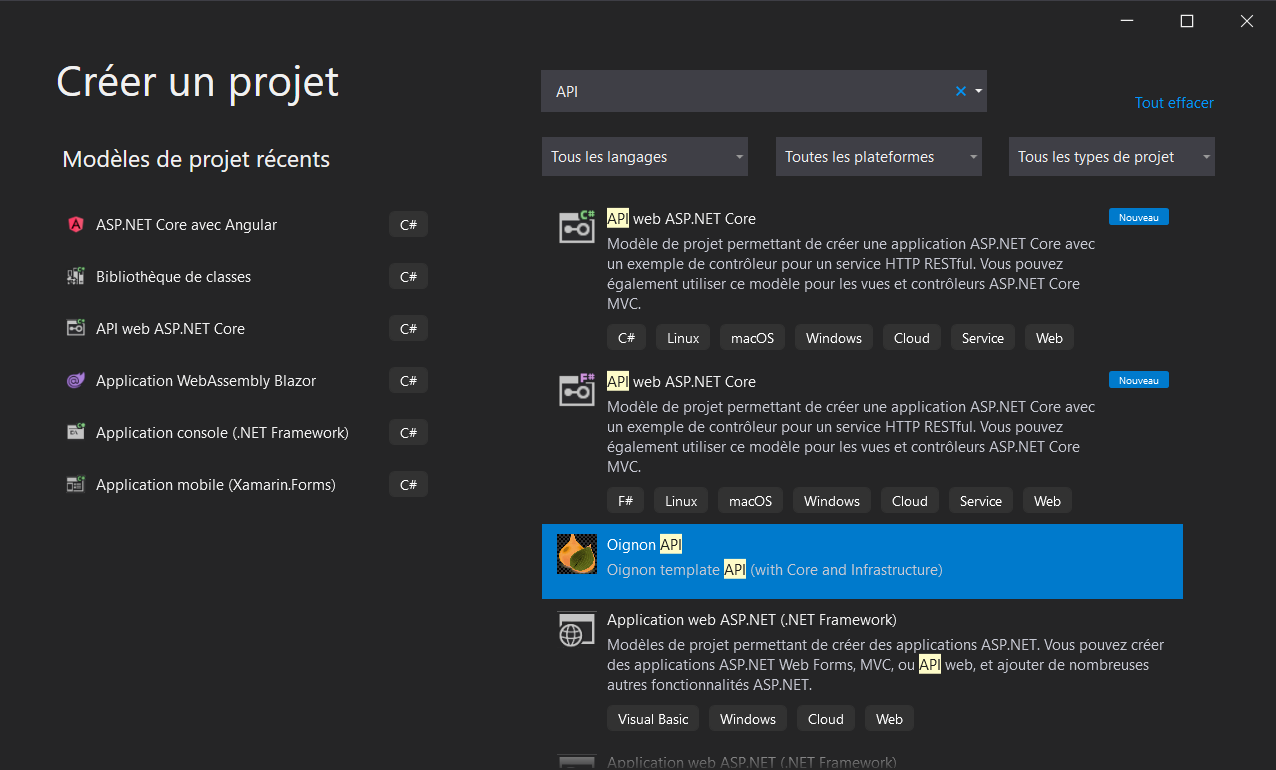 Créer un projet
Modèles de projet récents
ASP.NET Core avec Angular
C#
Bibliothèque de classes
C#
API web ASP.NET Core
C#
Application WebAssembly Blazor
C#
Application console (.NET Framework)
C#
Application mobile (Xamarin.Forms)
C#
API
Tout effacer
Tous les langages
Toutes les plateformes
Tous les types de projet
API web ASP.NET Core
Nouveau
Modèle de projet permettant de créer une application ASP.NET Core avec
un exemple de contrôleur pour un service HTTP RESTful. Vous pouvez
également utiliser ce modèle pour les vues et contrôleurs ASP.NET Core
MVC.
C# Linux macOS Windows Cloud Service Web
API web ASP.NET Core
Nouveau
Modèle de projet permettant de créer une application ASP.NET Core avec
un exemple de contrôleur pour un service HTTP RESTful. Vous pouvez
également utiliser ce modèle pour les vues et contrôleurs ASP.NET Core
MVC.
F# Linux macOS Windows Cloud Service Web
Oignon API
Oignon template API (with Core and Infrastructure)
Application web ASP.NET (.NET Framework)
Modèles de projet permettant de créer des applications ASP.NET. Vous pouvez créer
des applications ASP.NET Web Forms, MVC, ou API web, et ajouter de nombreuses
autres fonctionnalités ASP.NET.
Visual Basic Windows Cloud Web
Application web ASP.NET (.NET Framework)